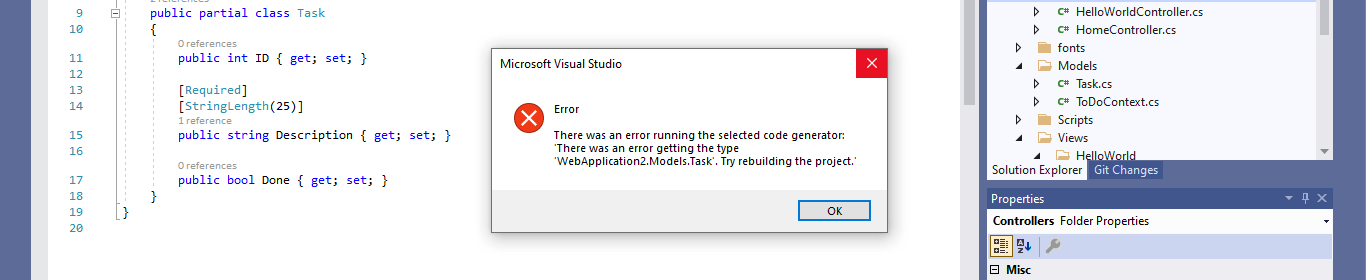 2 references
9 public partial class Task
10 {
0 references
11 public int ID { get; set; }
12
13 [Required]
14 [StringLength(25)]
1 reference
15 public string Description { get; set; }
16
0 references
17 public bool Done { get; set; }
18 }
19 }
20
Microsoft Visual Studio
Error
There was an error running the selected code generator:
'There was an error getting the type
'WebApplication2.Models.Task'. Try rebuilding the project.'
OK
C# HelloWorldController.cs
C# HomeController.cs
fonts
Models
C# Task.cs
C# ToDoContext.cs
Scripts
Views
HelloWorld
Solution Explorer Git Changes
Properties
Controllers Folder Properties
Misc